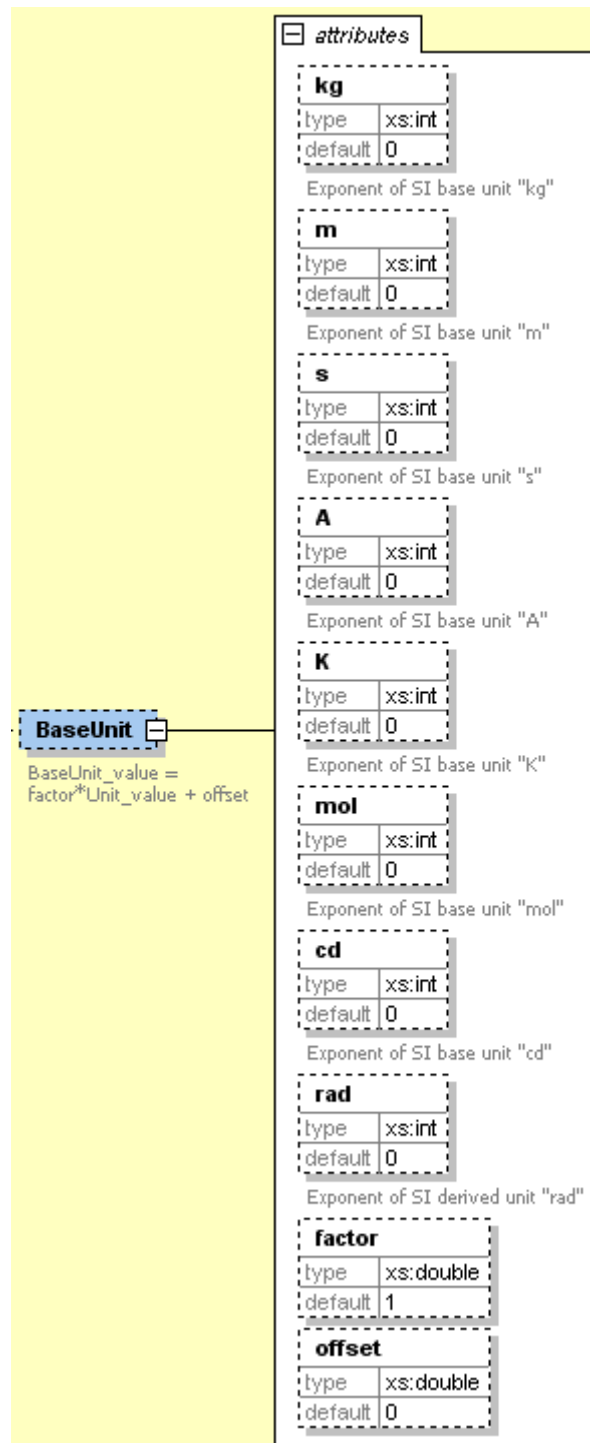 attributes
kg
type xs:int
default 0
Exponent of SI base unit "kg"
m
type xs:int
default 0
Exponent of SI base unit "m"
s
type xs:int
default 0
Exponent of SI base unit "s"
A
type xs:int
default 0
Exponent of SI base unit "A"
K
type xs:int
default 0
Exponent of SI base unit "K"
BaseUnit
BaseUnit_value =
factor*Unit_value + offset
mol
type xs:int
default 0
Exponent of SI base unit "mol"
cd
type xs:int
default 0
Exponent of SI base unit "cd"
rad
type xs:int
default 0
Exponent of SI derived unit "rad"
factor
type xs:double
default 1
offset
type xs:double
default 0